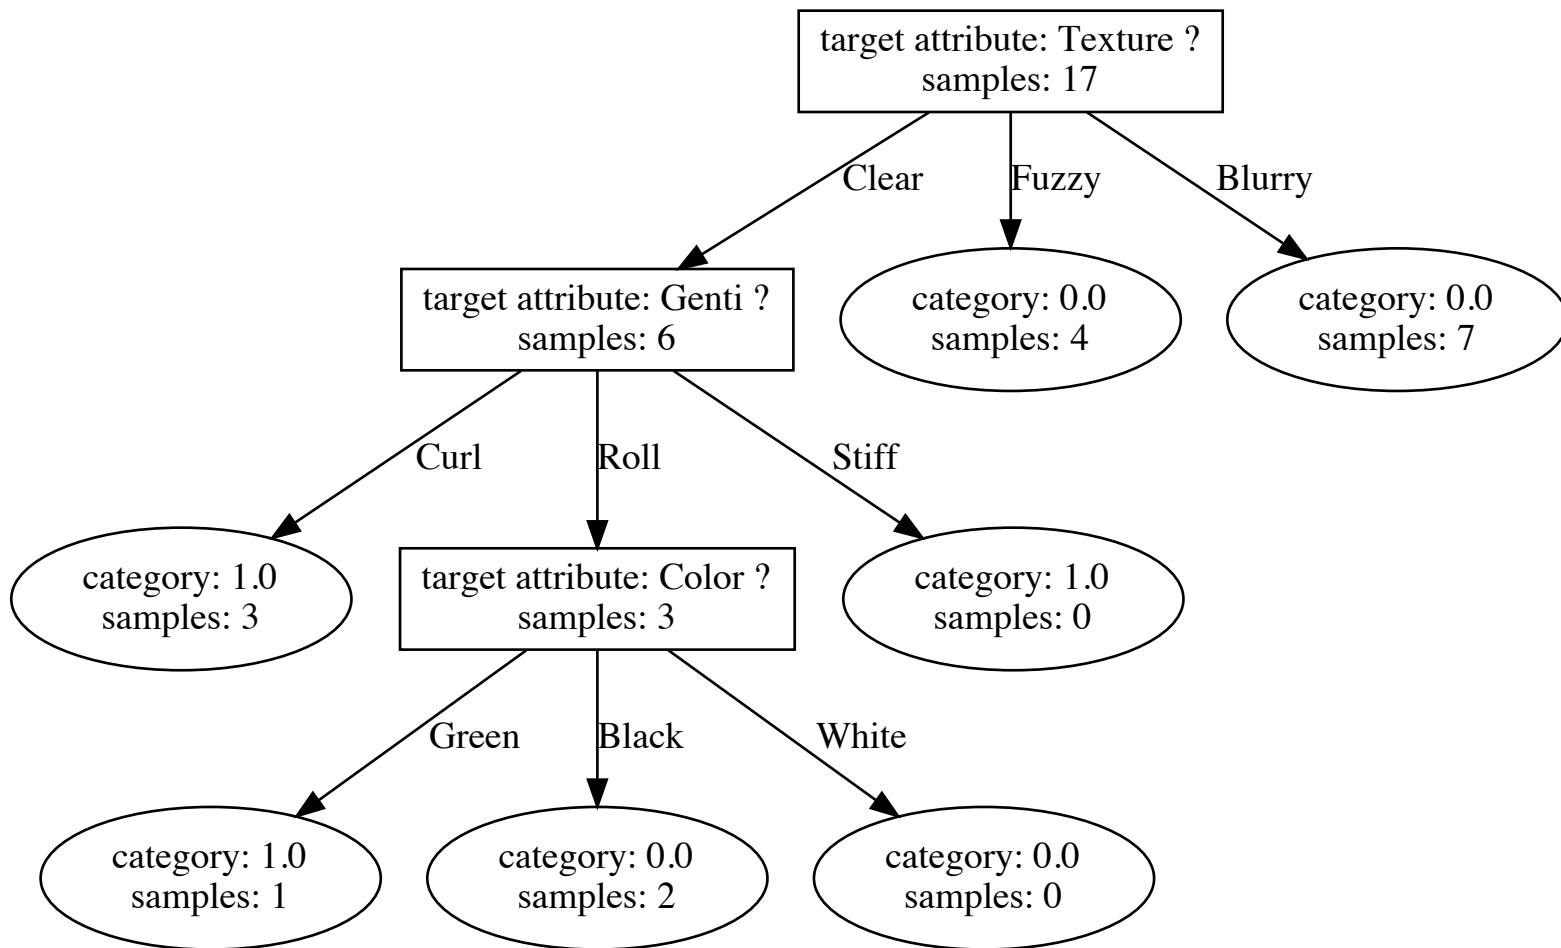 target attribute: Texture ?
samples: 17
Clear
Fuzzy
Blurry
target attribute: Genti ?
samples: 6
category: 0.0
samples: 4
category: 0.0
samples: 7
Curl
Roll
Stiff
category: 1.0
samples: 3
target attribute: Color ?
samples: 3
category: 1.0
samples: 0
Green
Black
White
category: 1.0
samples: 1
category: 0.0
samples: 2
category: 0.0
samples: 0